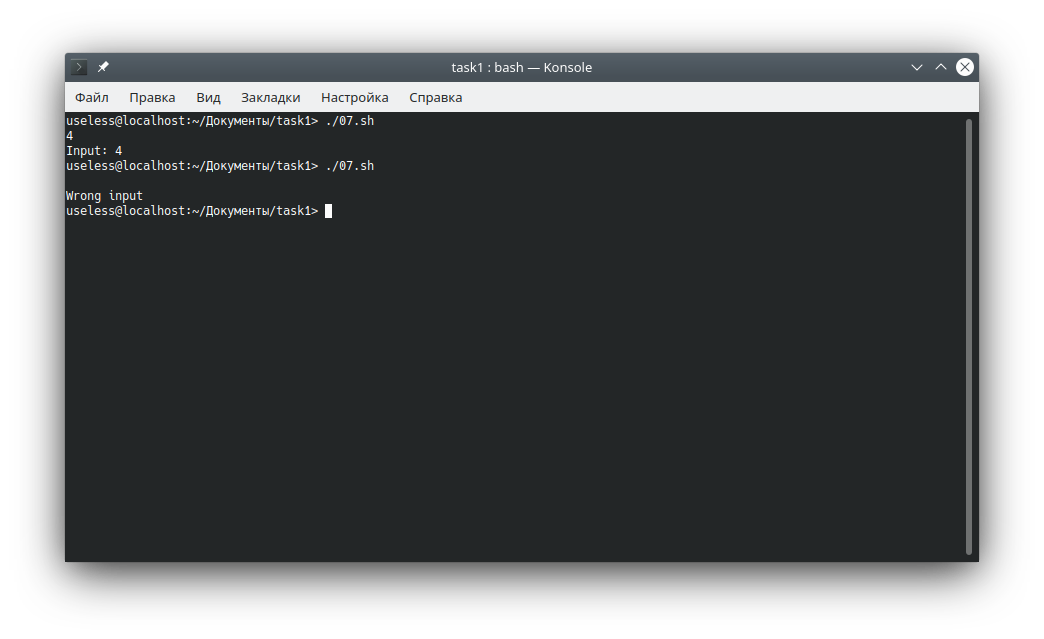 task1 : bash — Konsole
Файл Правка Вид Закладки Настройка Справка
useless@localhost:~/Документы/task1> ./07.sh
4
Input: 4
useless@localhost:~/Документы/task1> ./07.sh
Wrong input
useless@localhost:~/Документы/task1>